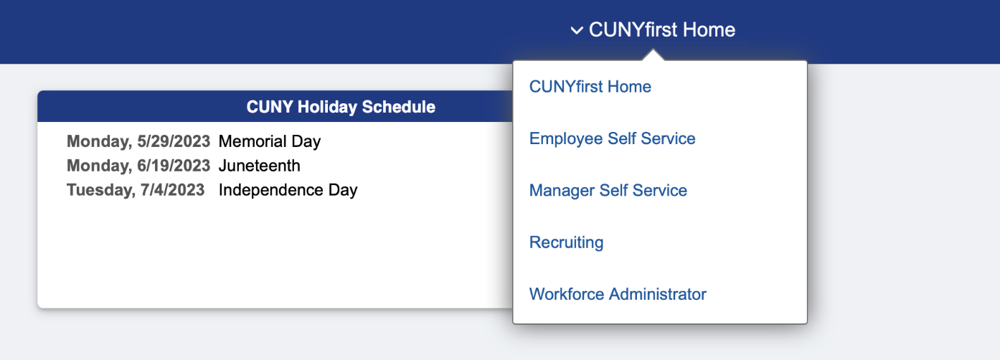 CUNYfirst Home
CUNY Holiday Schedule
Monday, 5/29/2023 Memorial Day
Monday, 6/19/2023 Juneteenth
Tuesday, 7/4/2023 Independence Day
CUNYfirst Home
Employee Self Service
Manager Self Service
Recruiting
Workforce Administrator